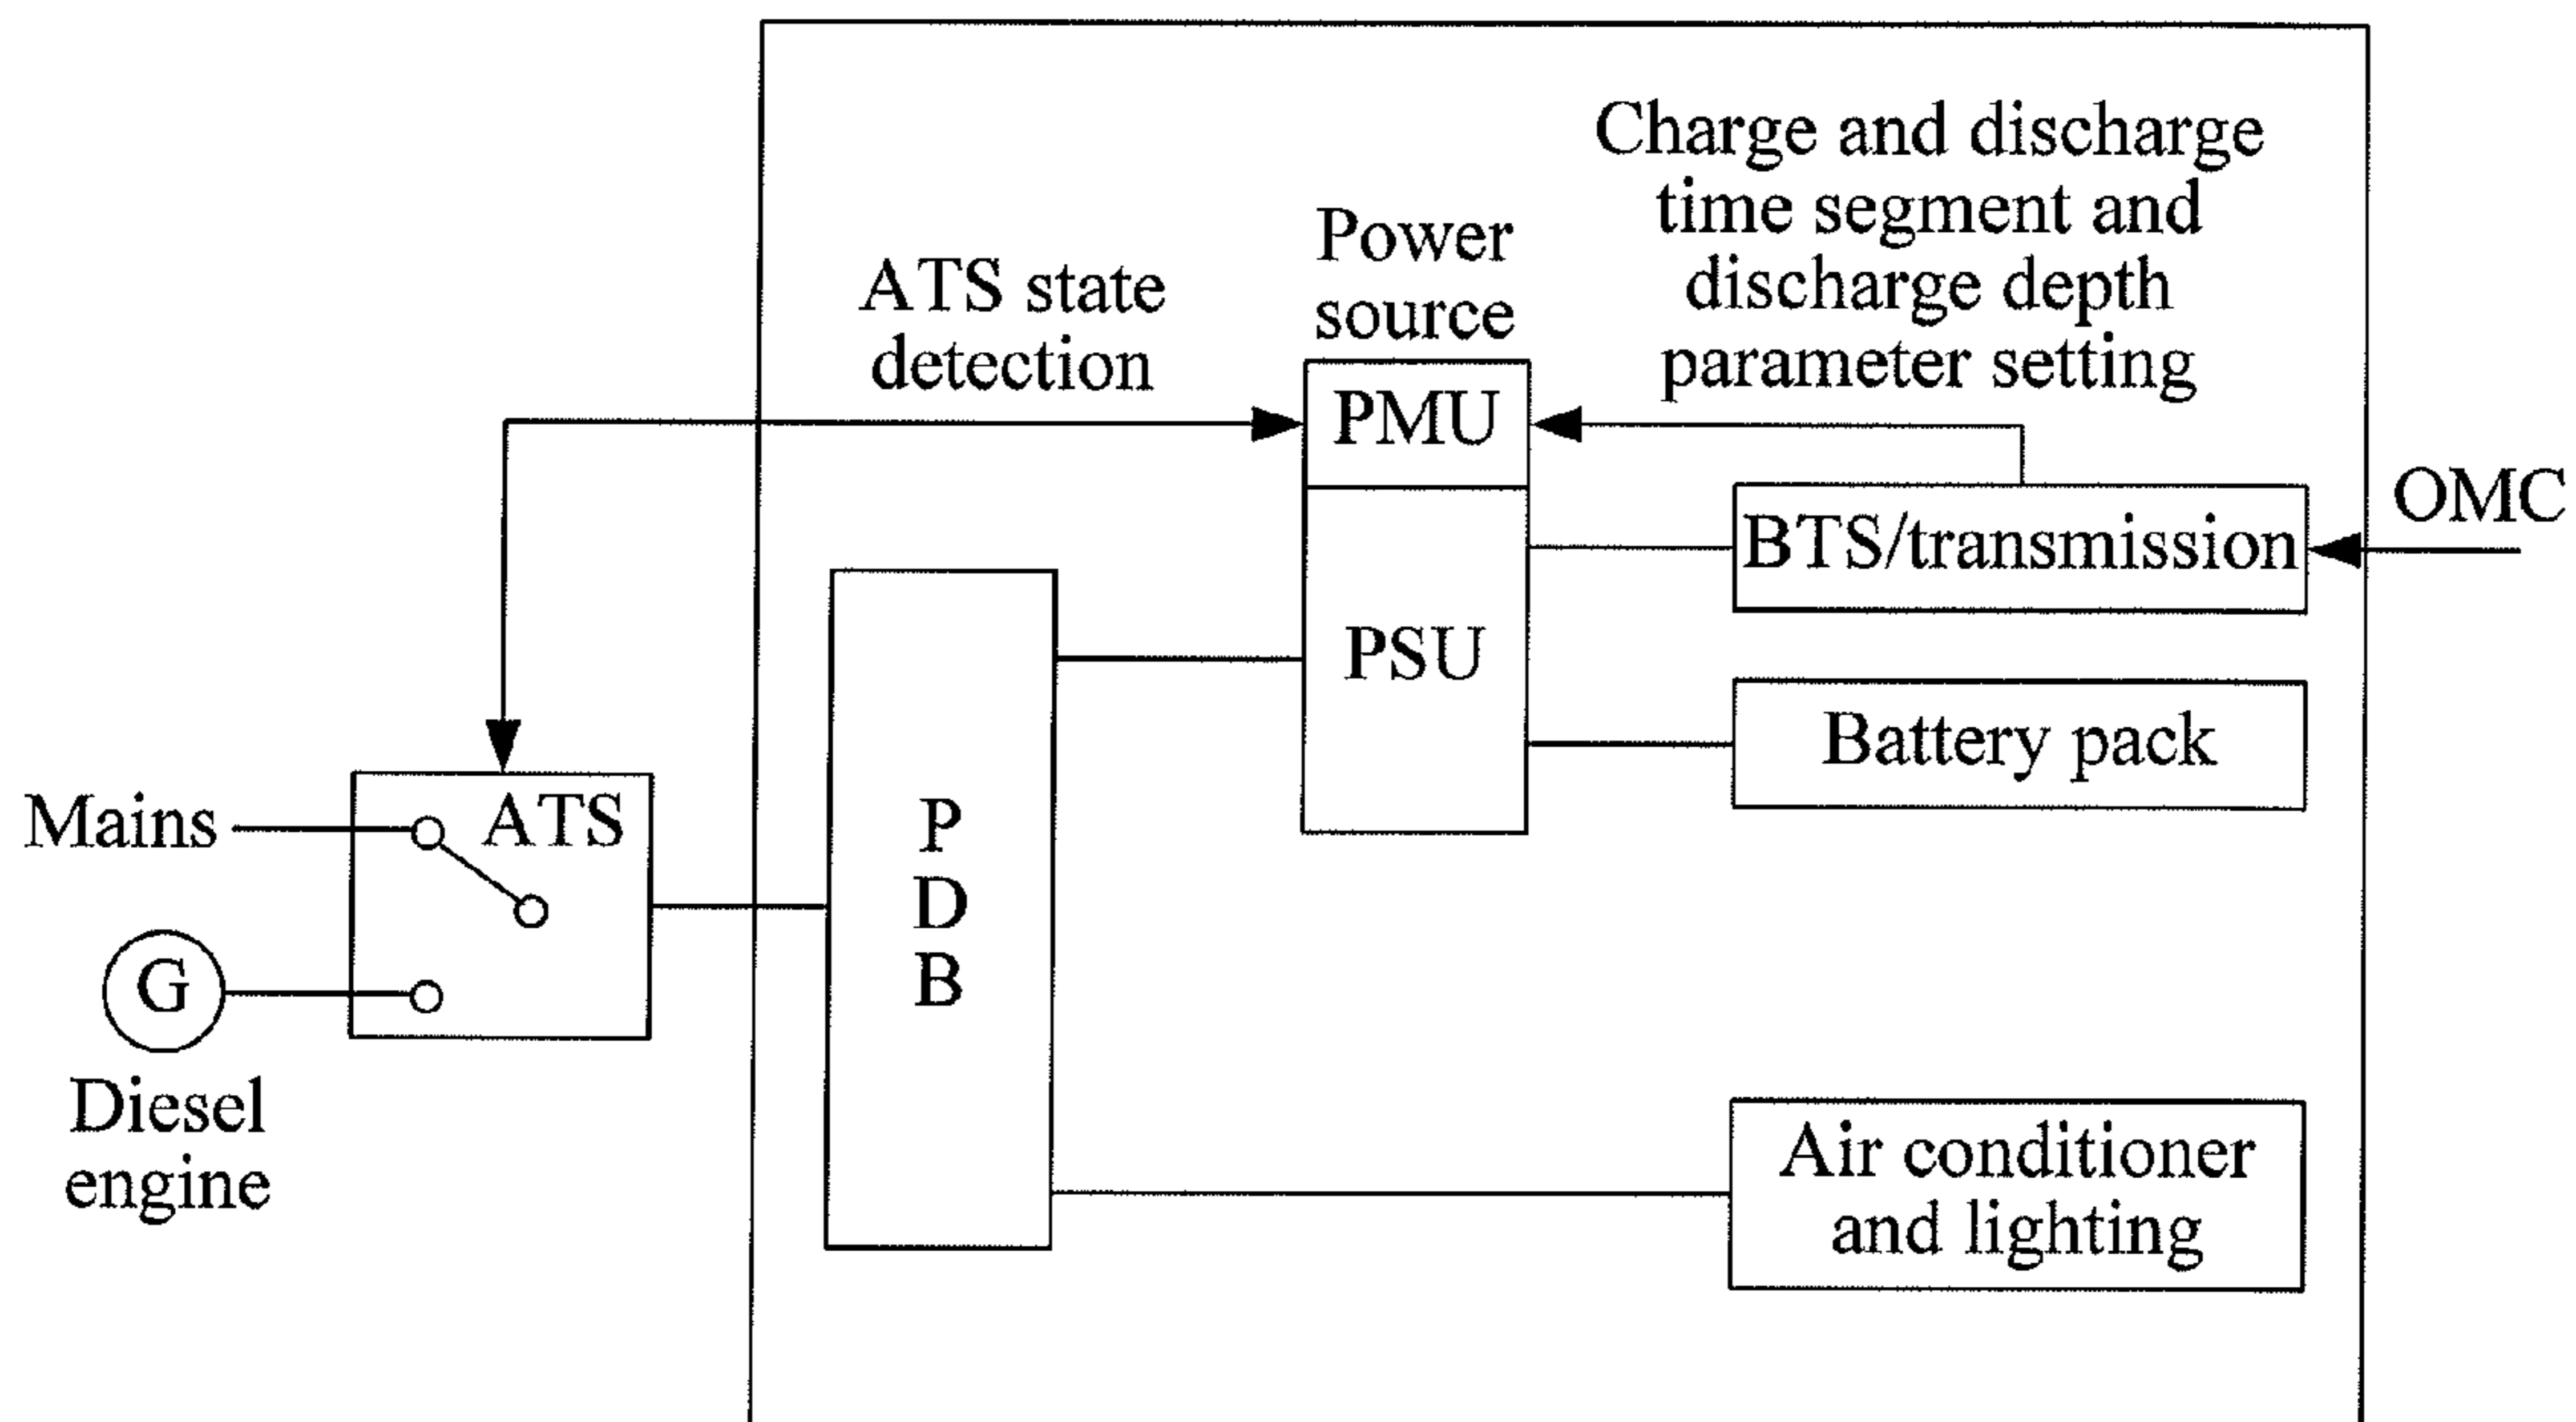 Charge and discharge
time segment and
discharge depth
parameter setting
Power
source
ATS state
detection
PMU
OMC
BTS/transmission
PSU
Battery pack
Mains
ATS
P
D
B
G
Diesel
engine
Air conditioner
and lighting